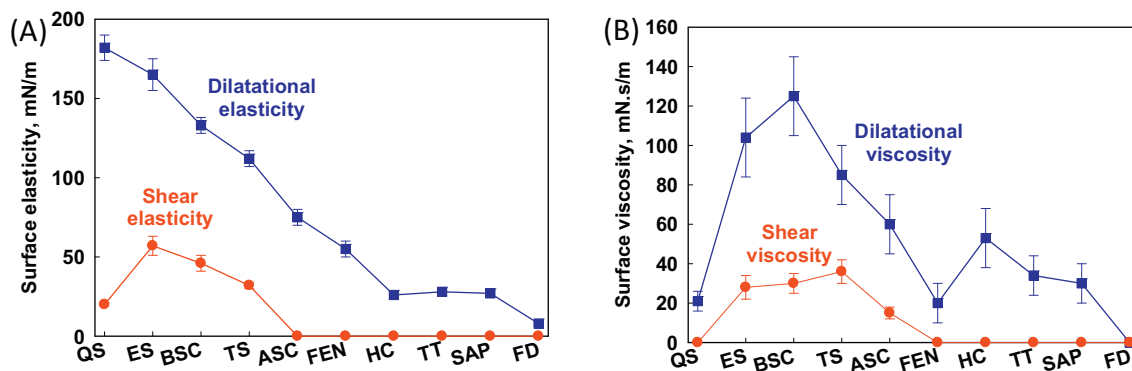 (A)
Surface elasticity, mN/m
200
150
100
50
0
Dilatational
elasticity
Shear
elasticity
QS ES BSC TS ASC FEN HC TT SAP FD
(B)
Surface viscosity, mN.s/m
160
140
120
100
80
60
40
20
0
Dilatational
viscosity
Shear
viscosity
QS ES BSC TS ASC FEN HC TT SAP FD